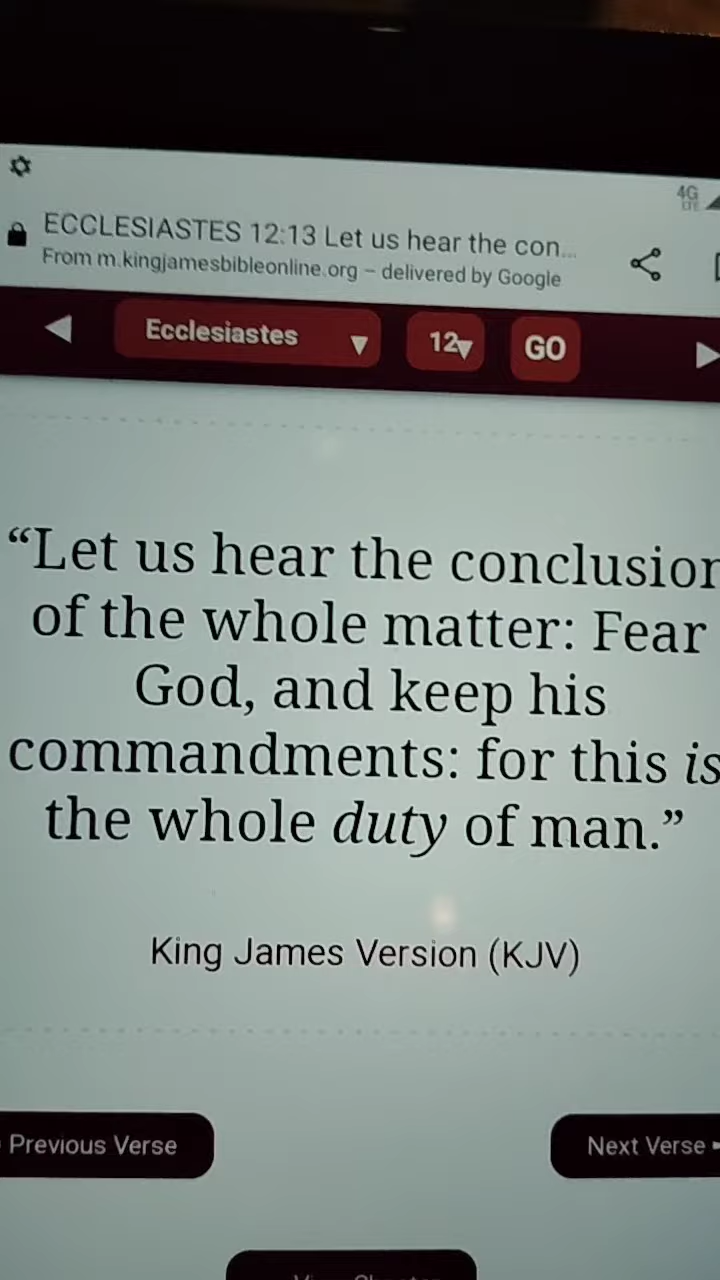 4G
LTE
ECCLESIASTES 12:13 Let us hear the con...
From m.kingjamesbibleonline.org – delivered by Google
Ecclesiastes
12
GO
“Let us hear the conclusion
of the whole matter: Fear
God, and keep his
commandments: for this is
the whole duty of man.”
King James Version (KJV)
Previous Verse
Next Verse